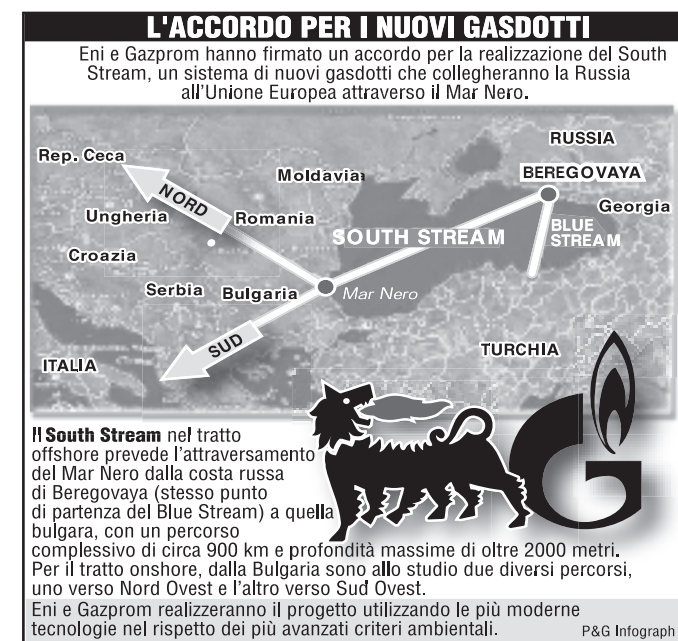 L'ACCORDO PER I NUOVI GASDOTTI
Eni e Gazprom hanno firmato un accordo per la realizzazione del South
Stream, un sistema di nuovi gasdotti che collegheranno la Russia
all'Unione Europea attraverso il Mar Nero.
RUSSIA
Rep. Ceca
BEREGOVAYA
Moldavia
NORD
Georgia
Ungheria
Romania
BLUE
STREAM
SOUTH STREAM
Croazia
Serbia
Bulgaria
Mar Nero
SUD
TURCHIA
ITALIA
Il South Stream nel tratto
offshore prevede l'attraversamento
del Mar Nero dalla costa russa
di Beregovaya (stesso punto
di partenza del Blue Stream) a quella
bulgara, con un percorso
complessivo di circa 900 km e profondità massime di oltre 2000 metri.
Per il tratto onshore, dalla Bulgaria sono allo studio due diversi percorsi,
uno verso Nord Ovest e l'altro verso Sud Ovest.
Eni e Gazprom realizzeranno il progetto utilizzando le più moderne
tecnologie nel rispetto dei più avanzati criteri ambientali.
P&G Infograph